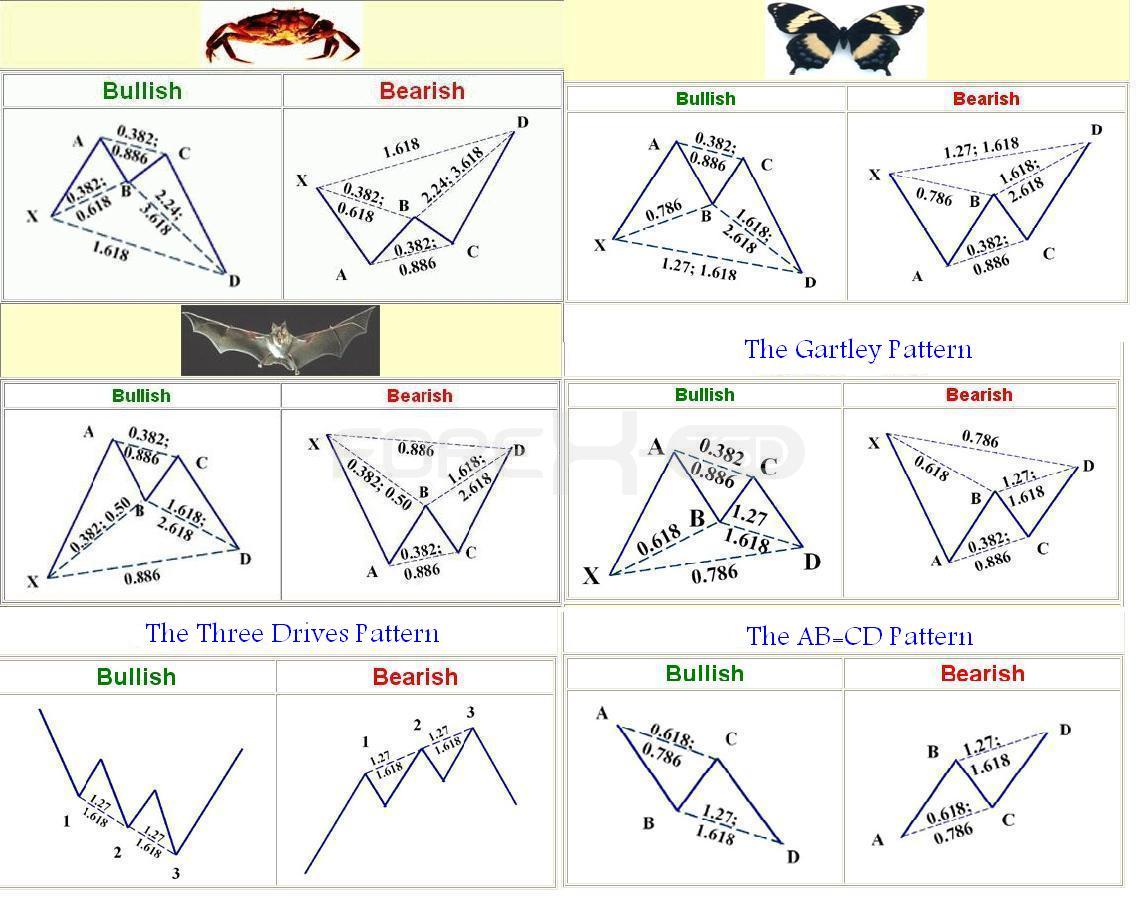 Bullish
Bearish
A
0.382;
0.886
C
0.382;
0.618
B
2.24;
3.618
X
1.618
D
D
1.618
X
0.382;
0.618
2.24; 3.618
B
0.382;
0.886
C
A
Bullish
Bearish
A
0.382;
0.886
C
0.786
B
1.618;
2.618
X
1.27; 1.618
D
D
1.27; 1.618
X
0.786
B
1.618;
2.618
0.382;
0.886
C
A
Bullish
Bearish
A
0.382;
0.886
C
0.382; 0.50
B
1.618;
2.618
D
X
0.886
X
0.886
D
0.382; 0.50
B
1.618;
2.618
0.382;
0.886
C
A
The Gartley Pattern
Bullish
Bearish
A
0.382
0.886
C
B
1.27
1.618
0.618
X
0.786
D
X
0.786
D
0.618
B
1.27;
1.618
0.382;
0.886
C
A
The Three Drives Pattern
Bullish
Bearish
1
1.27
1.618
2
1.27
1.618
3
1
1.27
1.618
2
1.27
1.618
3
The AB=CD Pattern
Bullish
Bearish
A
0.618;
0.786
C
B
1.27;
1.618
D
B
1.27;
1.618
D
A
0.618;
0.786
C